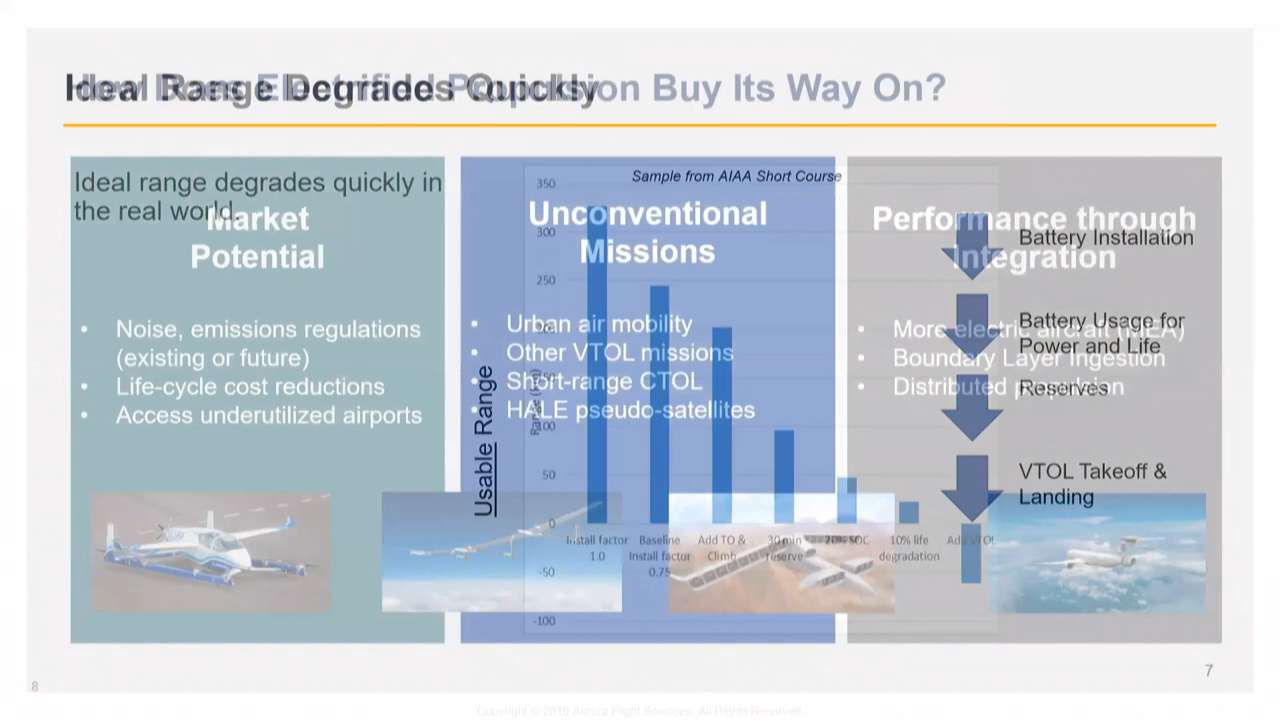 Ideal Range Degrades Quickly
How Does Electrified Propulsion Buy Its Way On?
Ideal range degrades quickly in
the real world.
Market
Potential
• Noise, emissions regulations
(existing or future)
• Life-cycle cost reductions
• Access underutilized airports
Unconventional
Missions
• Urban air mobility
• Other VTOL missions
• Short-range CTOL
• HALE pseudo-satellites
Performance through
Integration
• More electric aircraft (MEA)
• Boundary Layer Ingestion
• Distributed propulsion
Sample from AIAA Short Course
Usable Range
350
300
250
100
50
0
-50
-100
Install factor
1.0
Baseline
Install factor
0.75
Add TO &
Climb
30 min
reserve
20% SOC
10% life
degradation
Add VTOL
Battery Installation
Battery Usage for
Power and Life
Reserves
VTOL Takeoff &
Landing
7
8
Copyright © 2019 Aurora Flight Sciences. All Rights Reserved.